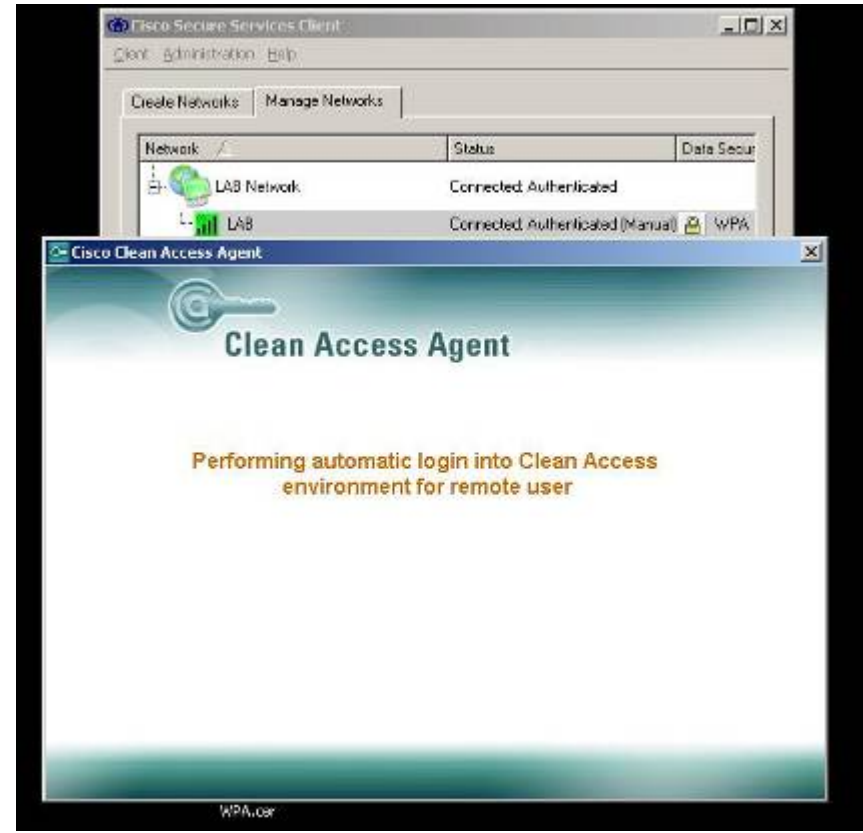 Cisco Secure Services Client
Client Administration Help
Create Networks Manage Networks
Network Status Data Secur
LAB Network Connected: Authenticated
LAB Connected: Authenticated (Manual) WPA
Cisco Clean Access Agent
Clean Access Agent
Performing automatic login into Clean Access
environment for remote user
WPA.cer